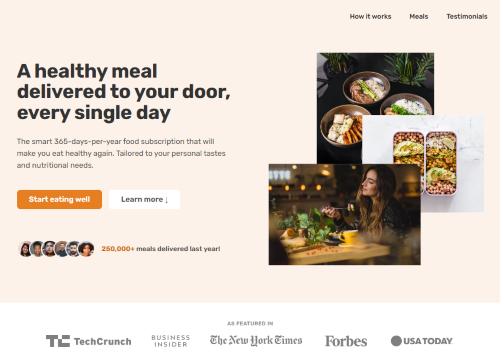 How it works Meals Testimonials
A healthy meal
delivered to your door,
every single day
The smart 365-days-per-year food subscription that will
make you eat healthy again. Tailored to your personal tastes
and nutritional needs.
Start eating well Learn more ↓
250,000+ meals delivered last year!
AS FEATURED IN
TC TechCrunch BUSINESS INSIDER The New York Times Forbes USA TODAY